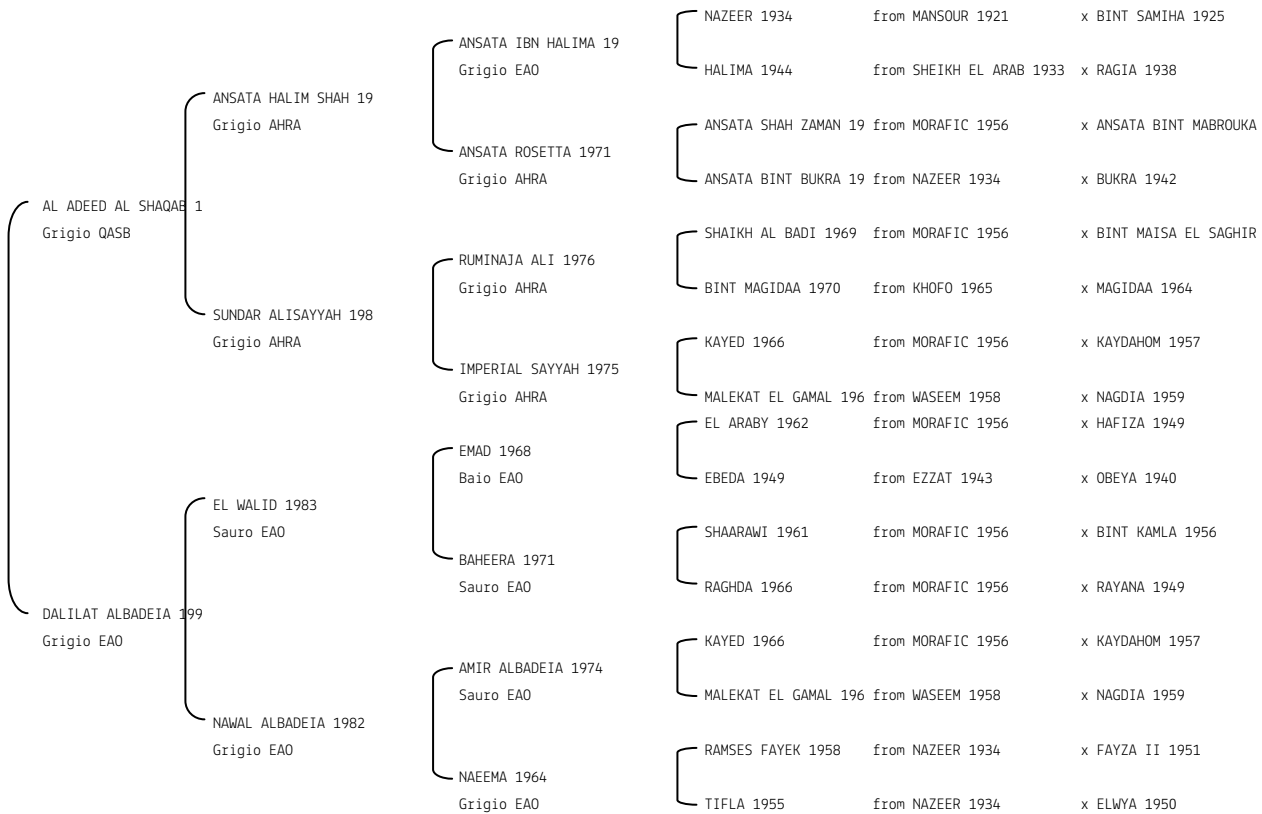 NAZEER 1934 from MANSOUR 1921 x BINT SAMIHA 1925
ANSATA IBN HALIMA 19
Grigio EAO
HALIMA 1944 from SHEIKH EL ARAB 1933 x RAGIA 1938
ANSATA HALIM SHAH 19
Grigio AHRA
ANSATA SHAH ZAMAN 19 from MORAFIC 1956 x ANSATA BINT MABROUKA
ANSATA ROSETTA 1971
Grigio AHRA
ANSATA BINT BUKRA 19 from NAZEER 1934 x BUKRA 1942
AL ADEED AL SHAQAB 1
Grigio QASB
SHAIKH AL BADI 1969 from MORAFIC 1956 x BINT MAISA EL SAGHIR
RUMINAJA ALI 1976
Grigio AHRA
BINT MAGIDAA 1970 from KHOFO 1965 x MAGIDAA 1964
SUNDAR ALISAYYAH 198
Grigio AHRA
KAYED 1966 from MORAFIC 1956 x KAYDAHOM 1957
IMPERIAL SAYYAH 1975
Grigio AHRA
MALEKAT EL GAMAL 196 from WASEEM 1958 x NAGDIA 1959
EL ARABY 1962 from MORAFIC 1956 x HAFIZA 1949
EMAD 1968
Baio EAO
EBEDA 1949 from EZZAT 1943 x OBEYA 1940
EL WALID 1983
Sauro EAO
SHAARAWI 1961 from MORAFIC 1956 x BINT KAMLA 1956
BAHEERA 1971
Sauro EAO
RAGHDA 1966 from MORAFIC 1956 x RAYANA 1949
DALILAT ALBADEIA 199
Grigio EAO
KAYED 1966 from MORAFIC 1956 x KAYDAHOM 1957
AMIR ALBADEIA 1974
Sauro EAO
MALEKAT EL GAMAL 196 from WASEEM 1958 x NAGDIA 1959
NAWAL ALBADEIA 1982
Grigio EAO
RAMSES FAYEK 1958 from NAZEER 1934 x FAYZA II 1951
NAEEMA 1964
Grigio EAO
TIFLA 1955 from NAZEER 1934 x ELWYA 1950